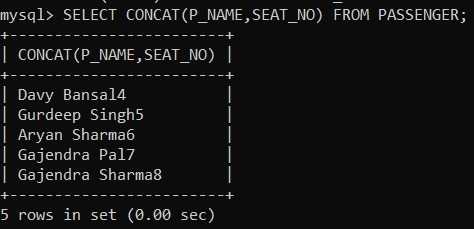 mysql> SELECT CONCAT(P_NAME,SEAT_NO) FROM PASSENGER;
+------------------------+
| CONCAT(P_NAME,SEAT_NO) |
+------------------------+
| Davy Bansal4           |
| Gurdeep Singh5         |
| Aryan Sharma6          |
| Gajendra Pal7          |
| Gajendra Sharma8       |
+------------------------+
5 rows in set (0.00 sec)